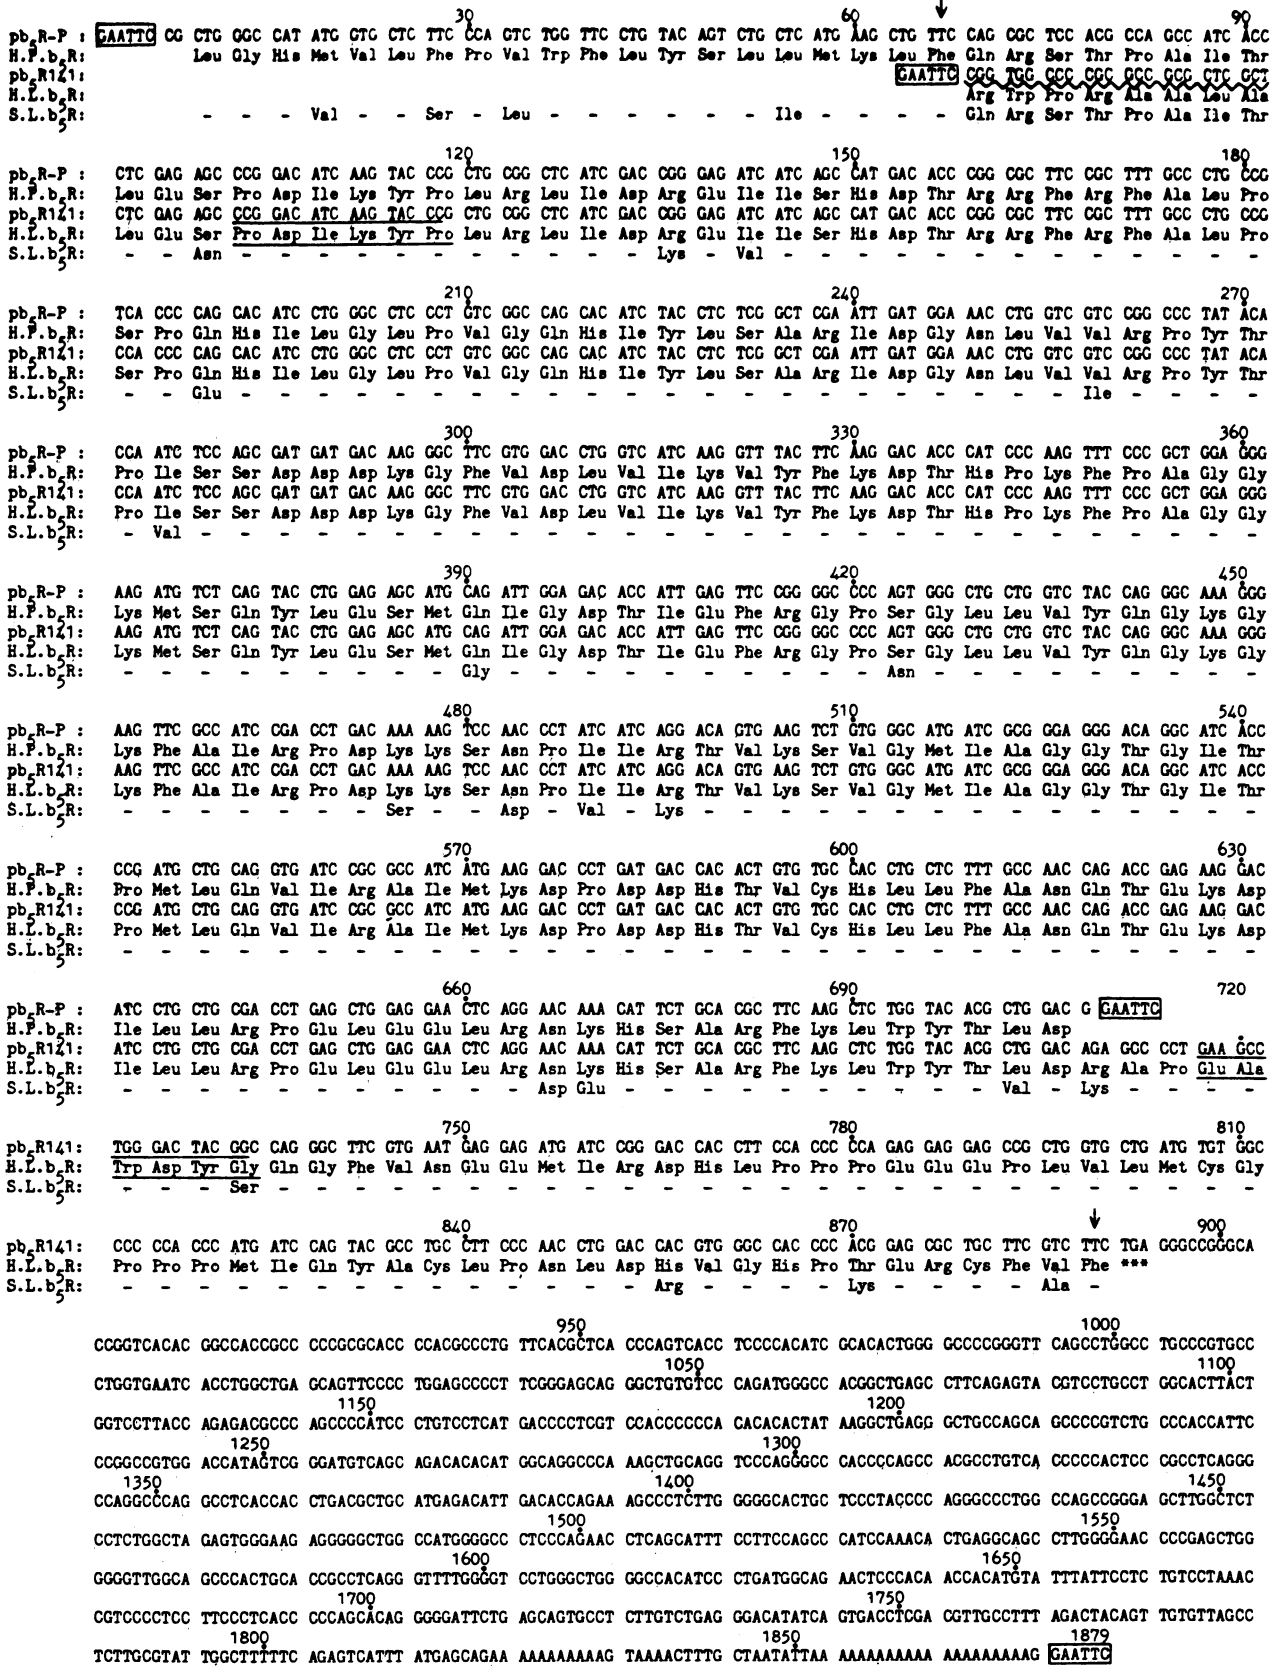 30 60 90
pb5R-P : GAATTC CG CTG GGC CAT ATG CTG CTC TTC CCA GTC TGG TTC CTG TAC AGT CTG CTC ATG AAG CTG TTC CAG CGC TCC ACG CCA GCC ATC ACC
H.P.b5R: Leu Gly His Met Val Leu Phe Pro Val Trp Phe Leu Tyr Ser Leu Leu Met Lys Leu Phe Gln Arg Ser Thr Pro Ala Ile Thr
pb5R141: GAATTC CGG TGG CCC CGC GCC GCG CTC GCT
H.L.b5R: Arg Trp Pro Arg Ala Ala Leu Ala
S.L.b5R: - - - Val - - Ser - Leu - - - - - - Ile - - - - Gln Arg Ser Thr Pro Ala Ile Thr
120 150 180
pb5R-P : CTC GAG AGC CCG GAC ATC AAG TAC CCG CTG CGG CTC ATC GAC CGG GAG ATC ATC AGC CAT GAC ACC CGG CGC TTC CGC TTT GCC CTG CCG
H.P.b5R: Leu Glu Ser Pro Asp Ile Lys Tyr Pro Leu Arg Leu Ile Asp Arg Glu Ile Ile Ser His Asp Thr Arg Arg Phe Arg Phe Ala Leu Pro
pb5R141: CTC GAG AGC CCG GAC ATC AAG TAC CCG CTG CGG CTC ATC GAC CGG GAG ATC ATC AGC CAT GAC ACC CGG CGC TTC CGC TTT GCC CTG CCG
H.L.b5R: Leu Glu Ser Pro Asp Ile Lys Tyr Pro Leu Arg Leu Ile Asp Arg Glu Ile Ile Ser His Asp Thr Arg Arg Phe Arg Phe Ala Leu Pro
S.L.b5R: - - Asn - - - - - - - - - - - Lys - Val - - - - - - - - - - - - -
210 240 270
pb5R-P : TCA CCC CAG CAC ATC CTG GGC CTC CCT GTC GGC CAG CAC ATC TAC CTC TCG GCT CGA ATT GAT GGA AAC CTG GTC GTC CGG CCC TAT ACA
H.P.b5R: Ser Pro Gln His Ile Leu Gly Leu Pro Val Gly Gln His Ile Tyr Leu Ser Ala Arg Ile Asp Gly Asn Leu Val Val Arg Pro Tyr Thr
pb5R141: CCA CCC CAG CAC ATC CTG GGC CTC CCT GTC GGC CAG CAC ATC TAC CTC TCG GCT CGA ATT GAT GGA AAC CTG GTC GTC CGG CCC TAT ACA
H.L.b5R: Ser Pro Gln His Ile Leu Gly Leu Pro Val Gly Gln His Ile Tyr Leu Ser Ala Arg Ile Asp Gly Asn Leu Val Val Arg Pro Tyr Thr
S.L.b5R: - - Glu - - - - - - - - - - - - - - - - - - - - - - Ile - - - -
300 330 360
pb5R-P : CCA ATC TCC AGC GAT GAT GAC AAG GGC TTC GTG GAC CTG GTC ATC AAG GTT TAC TTC AAG GAC ACC CAT CCC AAG TTT CCC GCT GGA GGG
H.P.b5R: Pro Ile Ser Ser Asp Asp Asp Lys Gly Phe Val Asp Leu Val Ile Lys Val Tyr Phe Lys Asp Thr His Pro Lys Phe Pro Ala Gly Gly
pb5R141: CCA ATC TCC AGC GAT GAT GAC AAG GGC TTC GTG GAC CTG GTC ATC AAG GTT TAC TTC AAG GAC ACC CAT CCC AAG TTT CCC GCT GGA GGG
H.L.b5R: Pro Ile Ser Ser Asp Asp Asp Lys Gly Phe Val Asp Leu Val Ile Lys Val Tyr Phe Lys Asp Thr His Pro Lys Phe Pro Ala Gly Gly
S.L.b5R: - Val - - - - - - - - - - - - - - - - - - - - - - - - - - - -
390 420 450
pb5R-P : AAG ATG TCT CAG TAC CTG GAG AGC ATG CAG ATT GGA GAC ACC ATT GAG TTC CGG GGC CCC AGT GGG CTG CTG GTC TAC CAG GGC AAA GGG
H.P.b5R: Lys Met Ser Gln Tyr Leu Glu Ser Met Gln Ile Gly Asp Thr Ile Glu Phe Arg Gly Pro Ser Gly Leu Leu Val Tyr Gln Gly Lys Gly
pb5R141: AAG ATG TCT CAG TAC CTG GAG AGC ATG CAG ATT GGA GAC ACC ATT GAG TTC CGG GGC CCC AGT GGG CTG CTG GTC TAC CAG GGC AAA GGG
H.L.b5R: Lys Met Ser Gln Tyr Leu Glu Ser Met Gln Ile Gly Asp Thr Ile Glu Phe Arg Gly Pro Ser Gly Leu Leu Val Tyr Gln Gly Lys Gly
S.L.b5R: - - - - - - - - - Gly - - - - - - - - - - Asn - - - - - - - - -
480 510 540
pb5R-P : AAG TTC GCC ATC CGA CCT GAC AAA AAG TCC AAC CCT ATC ATC AGG ACA GTG AAG TCT GTG GGC ATG ATC GCG GGA GGG ACA GGC ATC ACC
H.P.b5R: Lys Phe Ala Ile Arg Pro Asp Lys Lys Ser Asn Pro Ile Ile Arg Thr Val Lys Ser Val Gly Met Ile Ala Gly Gly Thr Gly Ile Thr
pb5R141: AAG TTC GCC ATC CGA CCT GAC AAA AAG TCC AAC CCT ATC ATC AGG ACA GTG AAG TCT GTG GGC ATG ATC GCG GGA GGG ACA GGC ATC ACC
H.L.b5R: Lys Phe Ala Ile Arg Pro Asp Lys Lys Ser Asn Pro Ile Ile Arg Thr Val Lys Ser Val Gly Met Ile Ala Gly Gly Thr Gly Ile Thr
S.L.b5R: - - - - - - - Ser - - Asp - Val - Lys - - - - - - - - - - - - - - -
570 600 630
pb5R-P : CCG ATG CTG CAG GTG ATC CGC GCC ATC ATG AAG GAC CCT GAT GAC CAC ACT GTG TGC CAC CTG CTC TTT GCC AAC CAG ACC GAG AAG GAC
H.P.b5R: Pro Met Leu Gln Val Ile Arg Ala Ile Met Lys Asp Pro Asp Asp His Thr Val Cys His Leu Leu Phe Ala Asn Gln Thr Glu Lys Asp
pb5R141: CCG ATG CTG CAG GTG ATC CGC GCC ATC ATG AAG GAC CCT GAT GAC CAC ACT GTG TGC CAC CTG CTC TTT GCC AAC CAG ACC GAG AAG GAC
H.L.b5R: Pro Met Leu Gln Val Ile Arg Ala Ile Met Lys Asp Pro Asp Asp His Thr Val Cys His Leu Leu Phe Ala Asn Gln Thr Glu Lys Asp
S.L.b5R: - - - - - - - - - - - - - - - - - - - - - - - - - - - - - -
660 690 720
pb5R-P : ATC CTG CTG CGA CCT GAG CTG GAG GAA CTC AGG AAC AAA CAT TCT GCA CGC TTC AAG CTC TGG TAC ACG CTG GAC G GAATTC
H.P.b5R: Ile Leu Leu Arg Pro Glu Leu Glu Glu Leu Arg Asn Lys His Ser Ala Arg Phe Lys Leu Trp Tyr Thr Leu Asp
pb5R141: ATC CTG CTG CGA CCT GAG CTG GAG GAA CTC AGG AAC AAA CAT TCT GCA CGC TTC AAG CTC TGG TAC ACG CTG GAC AGA GCC CCT GAA GCC
H.L.b5R: Ile Leu Leu Arg Pro Glu Leu Glu Glu Leu Arg Asn Lys His Ser Ala Arg Phe Lys Leu Trp Tyr Thr Leu Asp Arg Ala Pro Glu Ala
S.L.b5R: - - - - - - - - - - - Asp Glu - - - - - - - - - - Val - Lys - - - -
750 780 810
pb5R141: TGG GAC TAC GGC CAG GGC TTC GTG AAT GAG GAG ATG ATC CGG GAC CAC CTT CCA CCC CCA GAG GAG GAG CCG CTG GTG CTG ATG TGT GGC
H.L.b5R: Trp Asp Tyr Gly Gln Gly Phe Val Asn Glu Glu Met Ile Arg Asp His Leu Pro Pro Pro Glu Glu Glu Pro Leu Val Leu Met Cys Gly
S.L.b5R: - - - Ser - - - - - - - - - - - - - - - - - - - - - - - - - -
840 870 900
pb5R141: CCC CCA CCC ATG ATC CAG TAC GCC TGC CTT CCC AAC CTG GAC CAC GTG GGC CAC CCC ACG GAG CGC TGC TTC GTC TTC TGA GGGCCGGGCA
H.L.b5R: Pro Pro Pro Met Ile Gln Tyr Ala Cys Leu Pro Asn Leu Asp His Val Gly His Pro Thr Glu Arg Cys Phe Val Phe ***
S.L.b5R: - - - - - - - - - - - - - - Arg - - - - Lys - - - - Ala -
950 1000
CCGGTCACAC GGCCACCGCC CCCGCGCACC CCACGCCCTG TTCACGCTCA CCCAGTCACC TCCCCACATC GCACACTGGG GCCCCGGGTT CAGCCTGGCC TGCCCGTGCC
1050 1100
CTGGTGAATC ACCTGGCTGA GCAGTTCCCC TGGAGCCCCT TCGGGAGCAG GGCTGTGTCC CAGATGGGCC ACGGCTGAGC CTTCAGAGTA CGTCCTGCCT GGCACTTACT
1150 1200
GGTCCTTACC AGAGACGCCC AGCCCCATCC CTGTCCTCAT GACCCCTCGT CCACCCCCCA CACACACTAT AAGGCTGAGG GCTGCCAGCA GCCCCGTCTG CCCACCATTC
1250 1300
CCGGCCGTGG ACCATAGTCG GGATGTCAGC AGACACACAT GGCAGGCCCA AAGCTGCAGG TCCCAGGGCC CACCCCAGCC ACGCCTGTCA CCCCCACTCC CGCCTCAGGG
1350 1400 1450
CCAGGCCCAG GCCTCACCAC CTGACGCTGC ATGAGACATT GACACCAGAA AGCCCTCTTG GGGGCACTGC TCCCTACCCC AGGGCCCTGG CCAGCCGGGA GCTTGGCTCT
1500 1550
CCTCTGGCTA GAGTGGGAAG AGGGGGCTGG CCATGGGGCC CTCCCAGAAC CTCAGCATTT CCTTCCAGCC CATCCAAACA CTGAGGCAGC CTTGGGGAAC CCCGAGCTGG
1600 1650
GGGGTTGGCA GCCCACTGCA CCGCCTCAGG GTTTTGGGGT CCTGGGCTGG GGCCACATCC CTGATGGCAG AACTCCCACA ACCACATGTA TTTATTCCTC TGTCCTAAAC
1700 1750
CGTCCCCTCC TTCCCTCACC CCCAGCACAG GGGGATTCTG AGCAGTGCCT CTTGTCTGAG GGACATATCA GTGACCTCGA CGTTGCCTTT AGACTACAGT TGTGTTAGCC
1800 1850 1879
TCTTGCGTAT TGGCTTTTTC AGAGTCATTT ATGAGCAGAA AAAAAAAAAG TAAAACTTTG CTAATATTAA AAAAAAAAAA AAAAAAAAAG GAATTC